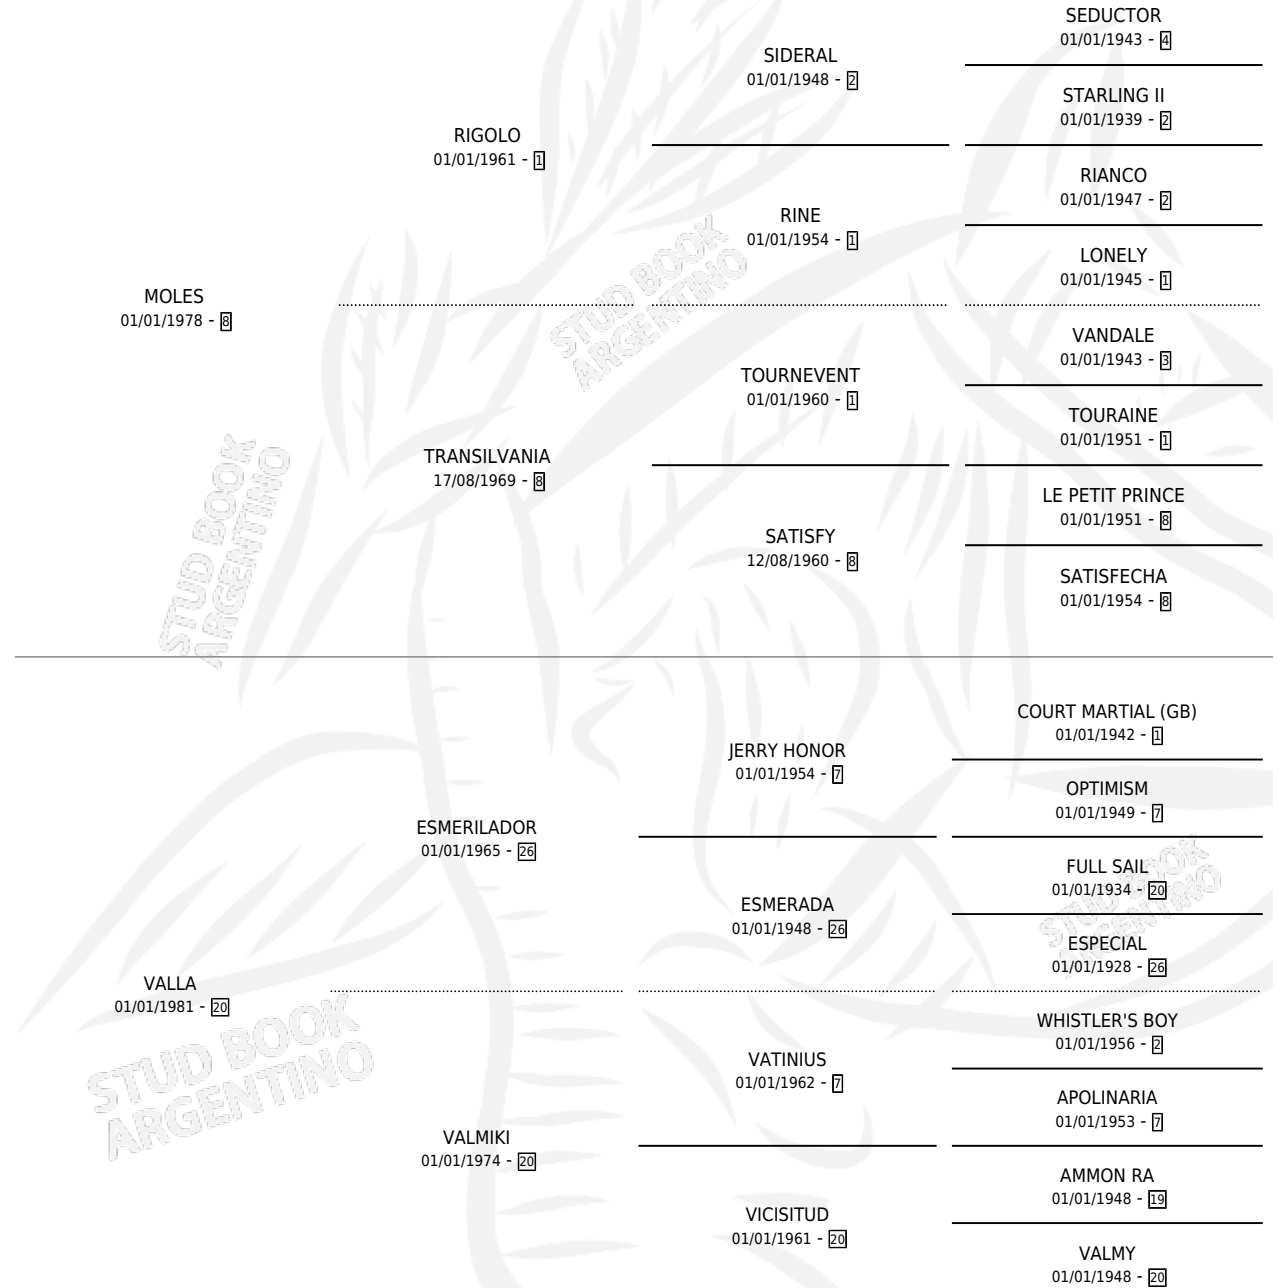 SEDUCTOR
01/01/1943 - 4
SIDERAL
01/01/1948 - 2
STARLING II
01/01/1939 - 2
RIGOLO
01/01/1961 - 1
RIANCO
01/01/1947 - 2
RINE
01/01/1954 - 1
LONELY
01/01/1945 - 1
MOLES
01/01/1978 - 8
VANDALE
01/01/1943 - 3
TOURNEVENT
01/01/1960 - 1
TOURAINE
01/01/1951 - 1
TRANSILVANIA
17/08/1969 - 8
LE PETIT PRINCE
01/01/1951 - 8
SATISFY
12/08/1960 - 8
SATISFECHA
01/01/1954 - 8
COURT MARTIAL (GB)
01/01/1942 - 1
JERRY HONOR
01/01/1954 - 7
OPTIMISM
01/01/1949 - 7
ESMERILADOR
01/01/1965 - 26
FULL SAIL
01/01/1934 - 20
ESMERADA
01/01/1948 - 26
ESPECIAL
01/01/1928 - 26
VALLA
01/01/1981 - 20
WHISTLER'S BOY
01/01/1956 - 2
VATINIUS
01/01/1962 - 7
APOLINARIA
01/01/1953 - 7
VALMIKI
01/01/1974 - 20
AMMON RA
01/01/1948 - 19
VICISITUD
01/01/1961 - 20
VALMY
01/01/1948 - 20
STUD BOOK
ARGENTINO
STUD BOOK
ARGENTINO
STUD BOOK
ARGENTINO
STUD BOOK
ARGENTINO